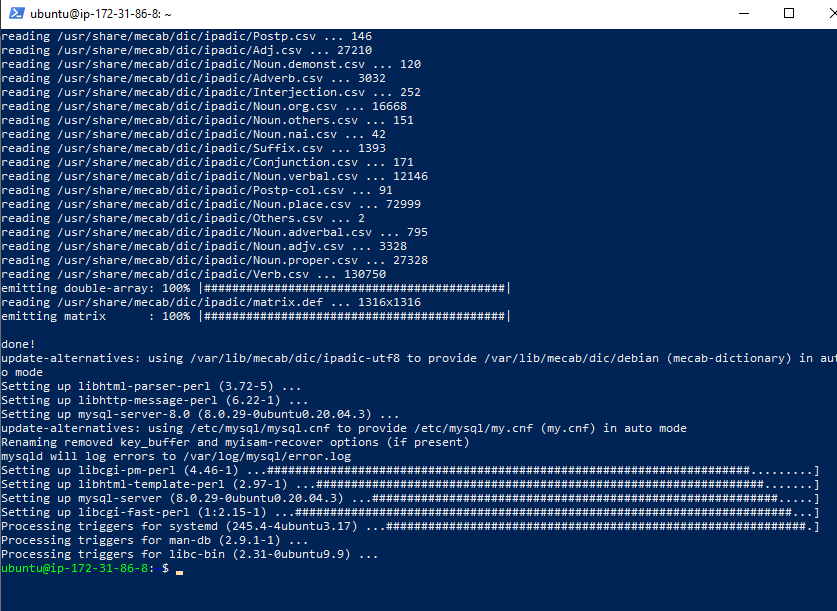 ubuntu@ip-172-31-86-8: ~
reading /usr/share/mecab/dic/ipadic/Postp.csv ... 146
reading /usr/share/mecab/dic/ipadic/Adj.csv ... 27210
reading /usr/share/mecab/dic/ipadic/Noun.demonst.csv ... 120
reading /usr/share/mecab/dic/ipadic/Adverb.csv ... 3032
reading /usr/share/mecab/dic/ipadic/Interjection.csv ... 252
reading /usr/share/mecab/dic/ipadic/Noun.org.csv ... 16668
reading /usr/share/mecab/dic/ipadic/Noun.others.csv ... 151
reading /usr/share/mecab/dic/ipadic/Noun.nai.csv ... 42
reading /usr/share/mecab/dic/ipadic/Suffix.csv ... 1393
reading /usr/share/mecab/dic/ipadic/Conjunction.csv ... 171
reading /usr/share/mecab/dic/ipadic/Noun.verbal.csv ... 12146
reading /usr/share/mecab/dic/ipadic/Postp-col.csv ... 91
reading /usr/share/mecab/dic/ipadic/Noun.place.csv ... 72999
reading /usr/share/mecab/dic/ipadic/Others.csv ... 2
reading /usr/share/mecab/dic/ipadic/Noun.adverbal.csv ... 795
reading /usr/share/mecab/dic/ipadic/Noun.adjv.csv ... 3328
reading /usr/share/mecab/dic/ipadic/Noun.proper.csv ... 27328
reading /usr/share/mecab/dic/ipadic/Verb.csv ... 130750
emitting double-array: 100% |###########################################|
reading /usr/share/mecab/dic/ipadic/matrix.def ... 1316x1316
emitting matrix      : 100% |###########################################|
done!
update-alternatives: using /var/lib/mecab/dic/ipadic-utf8 to provide /var/lib/mecab/dic/debian (mecab-dictionary) in aut
o mode
Setting up libhtml-parser-perl (3.72-5) ...
Setting up libhttp-message-perl (6.22-1) ...
Setting up mysql-server-8.0 (8.0.29-0ubuntu0.20.04.3) ...
update-alternatives: using /etc/mysql/mysql.cnf to provide /etc/mysql/my.cnf (my.cnf) in auto mode
Renaming removed key_buffer and myisam-recover options (if present)
mysqld will log errors to /var/log/mysql/error.log
Setting up libcgi-pm-perl (4.46-1) ...#####################################################################.........]
Setting up libhtml-template-perl (2.97-1) ...################################################################.......]
Setting up mysql-server (8.0.29-0ubuntu0.20.04.3) ...##########################################################.....]
Setting up libcgi-fast-perl (1:2.15-1) ...#######################################################################...]
Processing triggers for systemd (245.4-4ubuntu3.17) ...############################################################.]
Processing triggers for man-db (2.9.1-1) ...
Processing triggers for libc-bin (2.31-0ubuntu9.9) ...
ubuntu@ip-172-31-86-8: $